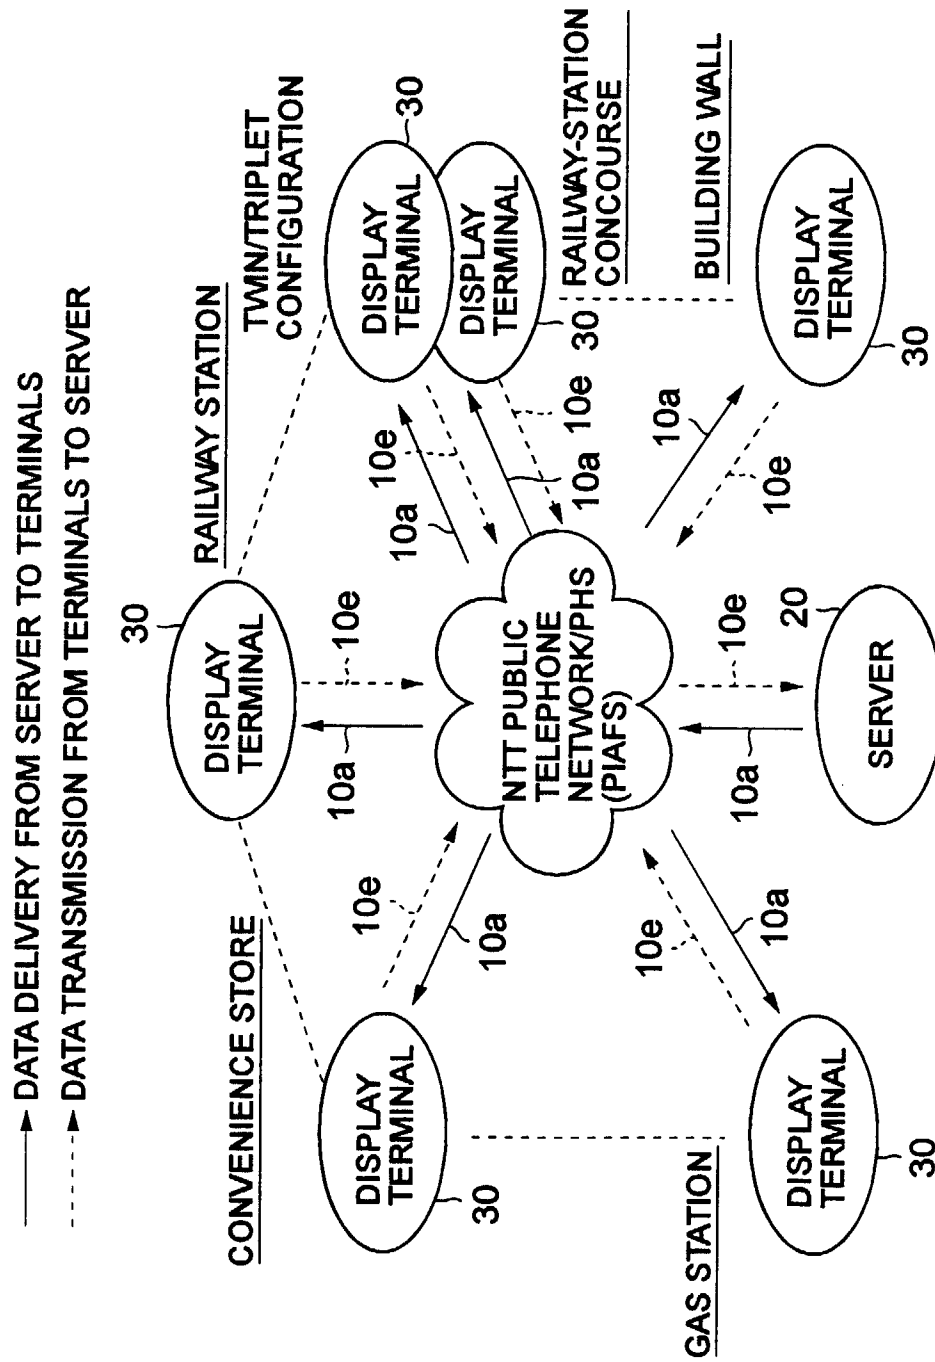 DATA DELIVERY FROM SERVER TO TERMINALS
DATA TRANSMISSION FROM TERMINALS TO SERVER
RAILWAY STATION
30
DISPLAY
TERMINAL
10a
10e
CONVENIENCE STORE
DISPLAY
TERMINAL
30
10e
10a
TWIN/TRIPLET
CONFIGURATION
DISPLAY
TERMINAL
30
DISPLAY
TERMINAL
30
10a
10e
10a
10e
RAILWAY-STATION
CONCOURSE
NTT PUBLIC
TELEPHONE
NETWORK/PHS
(PIAFS)
GAS STATION
DISPLAY
TERMINAL
30
10e
10a
10a
10e
SERVER
20
10a
10e
BUILDING WALL
DISPLAY
TERMINAL
30